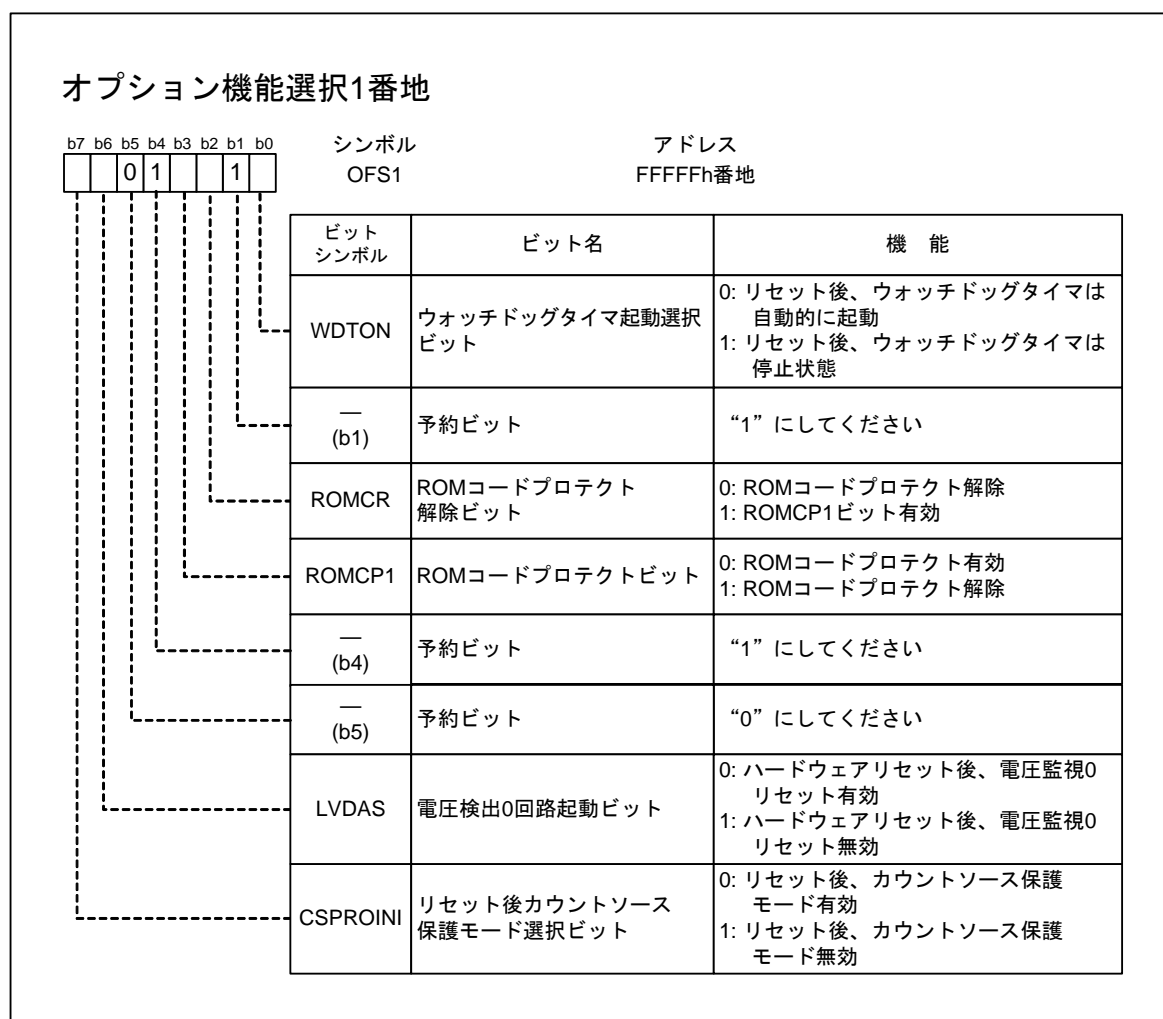 オプション機能選択1番地
b7 b6 b5 b4 b3 b2 b1 b0
シンボル
アドレス
0 1 1
OFS1
FFFFFh番地
ビット
シンボル
ビット名
機 能
WDTON
ウォッチドッグタイマ起動選択
ビット
0: リセット後、ウォッチドッグタイマは
自動的に起動
1: リセット後、ウォッチドッグタイマは
停止状態
—
(b1)
予約ビット
“1”にしてください
ROMCR
ROMコードプロテクト
解除ビット
0: ROMコードプロテクト解除
1: ROMCP1ビット有効
ROMCP1
ROMコードプロテクトビット
0: ROMコードプロテクト有効
1: ROMコードプロテクト解除
—
(b4)
予約ビット
“1”にしてください
—
(b5)
予約ビット
“0”にしてください
LVDAS
電圧検出0回路起動ビット
0: ハードウェアリセット後、電圧監視0
リセット有効
1: ハードウェアリセット後、電圧監視0
リセット無効
CSPROINI
リセット後カウントソース
保護モード選択ビット
0: リセット後、カウントソース保護
モード有効
1: リセット後、カウントソース保護
モード無効